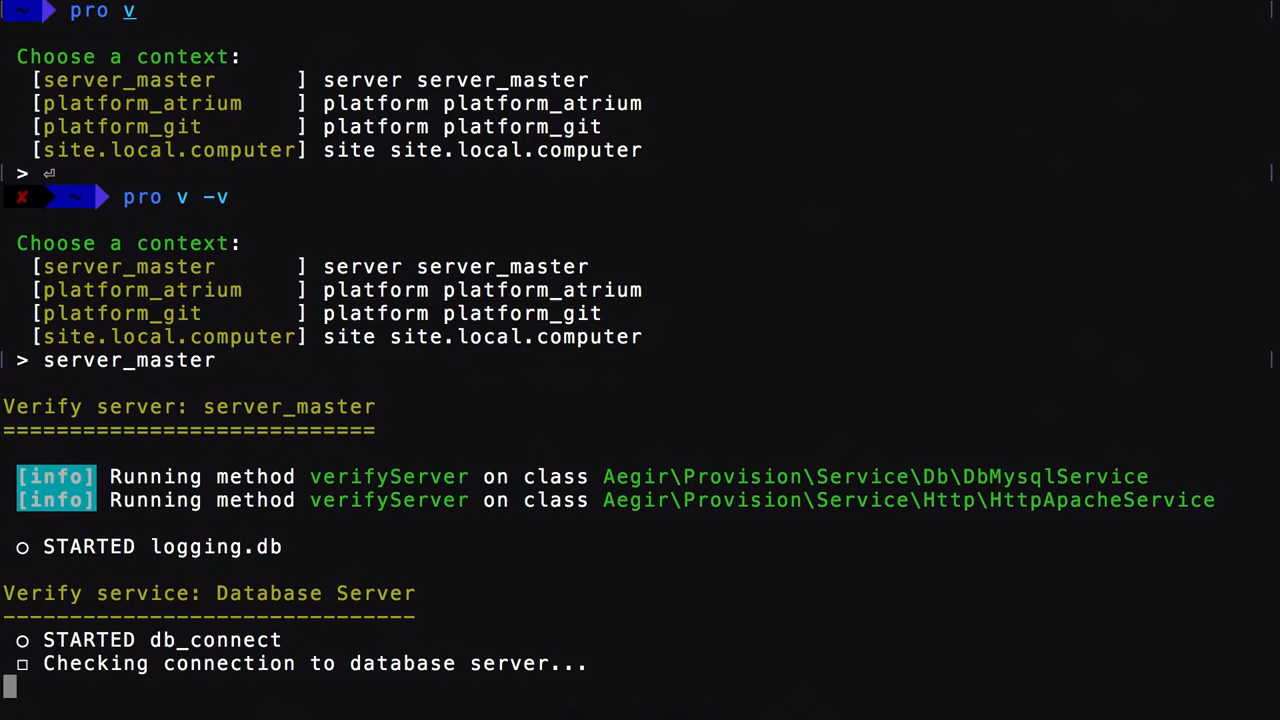 ~ pro v
Choose a context:
[server_master       ] server server_master
[platform_atrium     ] platform platform_atrium
[platform_git        ] platform platform_git
[site.local.computer] site site.local.computer
> ⏎
✘ ~ pro v -v
Choose a context:
[server_master       ] server server_master
[platform_atrium     ] platform platform_atrium
[platform_git        ] platform platform_git
[site.local.computer] site site.local.computer
> server_master
Verify server: server_master
============================
[info] Running method verifyServer on class Aegir\Provision\Service\Db\DbMysqlService
[info] Running method verifyServer on class Aegir\Provision\Service\Http\HttpApacheService
○ STARTED logging.db
Verify service: Database Server
-------------------------------
○ STARTED db_connect
□ Checking connection to database server...